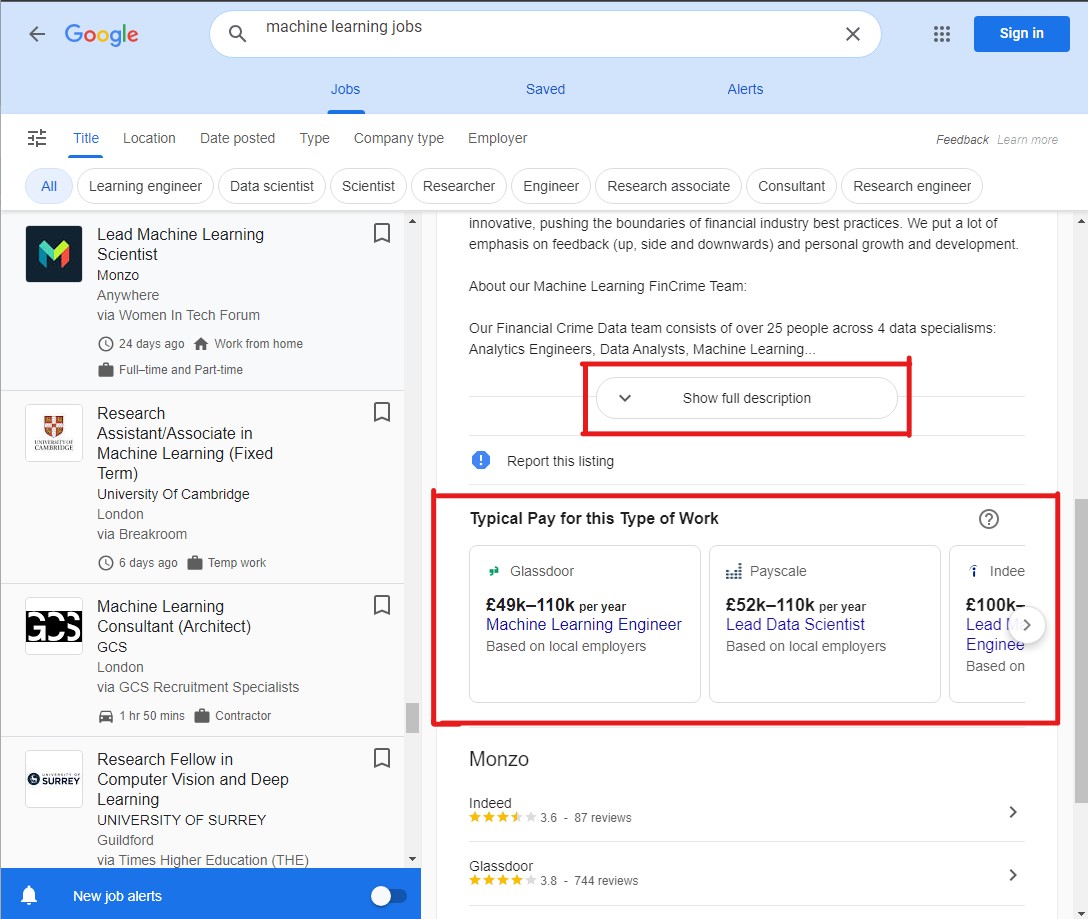 Google
machine learning jobs
Sign in
Jobs
Saved
Alerts
Title
Location
Date posted
Type
Company type
Employer
Feedback
Learn more
All
Learning engineer
Data scientist
Scientist
Researcher
Engineer
Research associate
Consultant
Research engineer
Lead Machine Learning
Scientist
Monzo
Anywhere
via Women In Tech Forum
24 days ago
Work from home
Full–time and Part-time
UNIVERSITY OF
CAMBRIDGE
Research
Assistant/Associate in
Machine Learning (Fixed
Term)
University Of Cambridge
London
via Breakroom
6 days ago
Temp work
GCS
Machine Learning
Consultant (Architect)
GCS
London
via GCS Recruitment Specialists
1 hr 50 mins
Contractor
UNIVERSITY OF
SURREY
Research Fellow in
Computer Vision and Deep
Learning
UNIVERSITY OF SURREY
Guildford
via Times Higher Education (THE)
New job alerts
innovative, pushing the boundaries of financial industry best practices. We put a lot of
emphasis on feedback (up, side and downwards) and personal growth and development.
About our Machine Learning FinCrime Team:
Our Financial Crime Data team consists of over 25 people across 4 data specialisms:
Analytics Engineers, Data Analysts, Machine Learning...
Show full description
Report this listing
Typical Pay for this Type of Work
Glassdoor
£49k–110k per year
Machine Learning Engineer
Based on local employers
Payscale
£52k–110k per year
Lead Data Scientist
Based on local employers
Indee
£100k–
Lead M
Enginee
Based on
Monzo
Indeed
3.6 - 87 reviews
Glassdoor
3.8 - 744 reviews